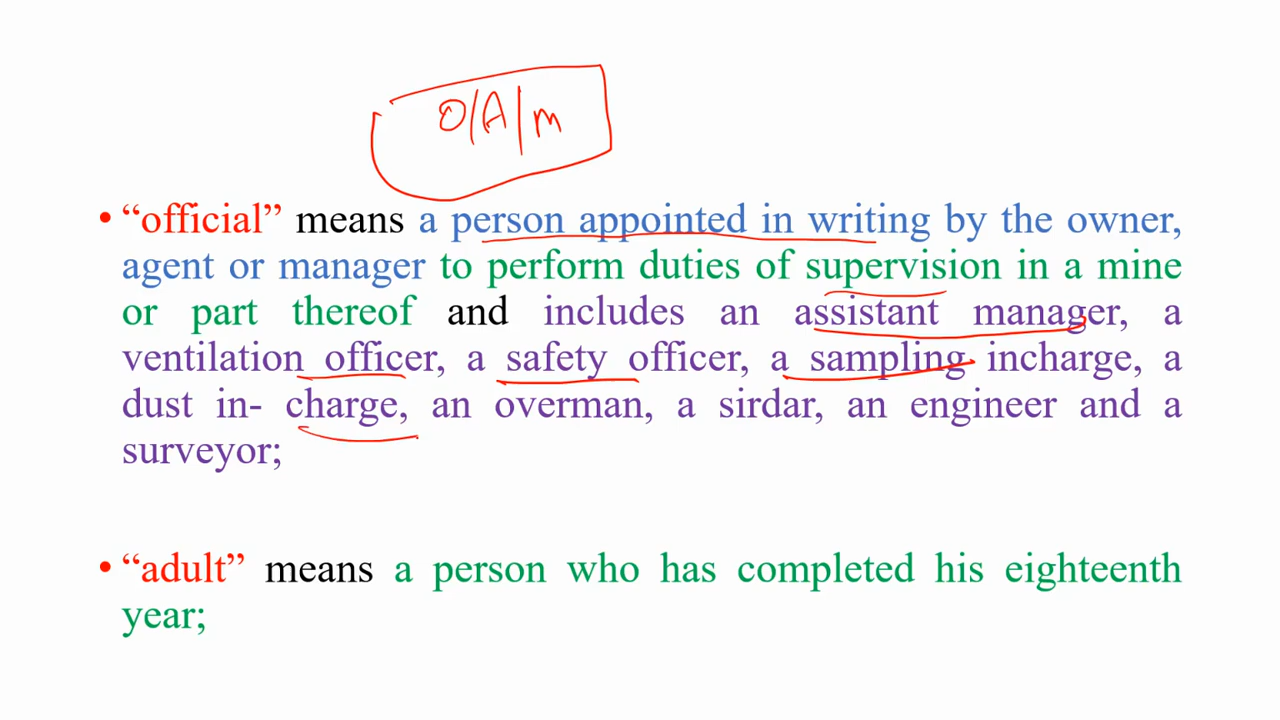 O/A/m
• “official” means a person appointed in writing by the owner,
agent or manager to perform duties of supervision in a mine
or part thereof and includes an assistant manager, a
ventilation officer, a safety officer, a sampling incharge, a
dust in- charge, an overman, a sirdar, an engineer and a
surveyor;
• “adult” means a person who has completed his eighteenth
year;